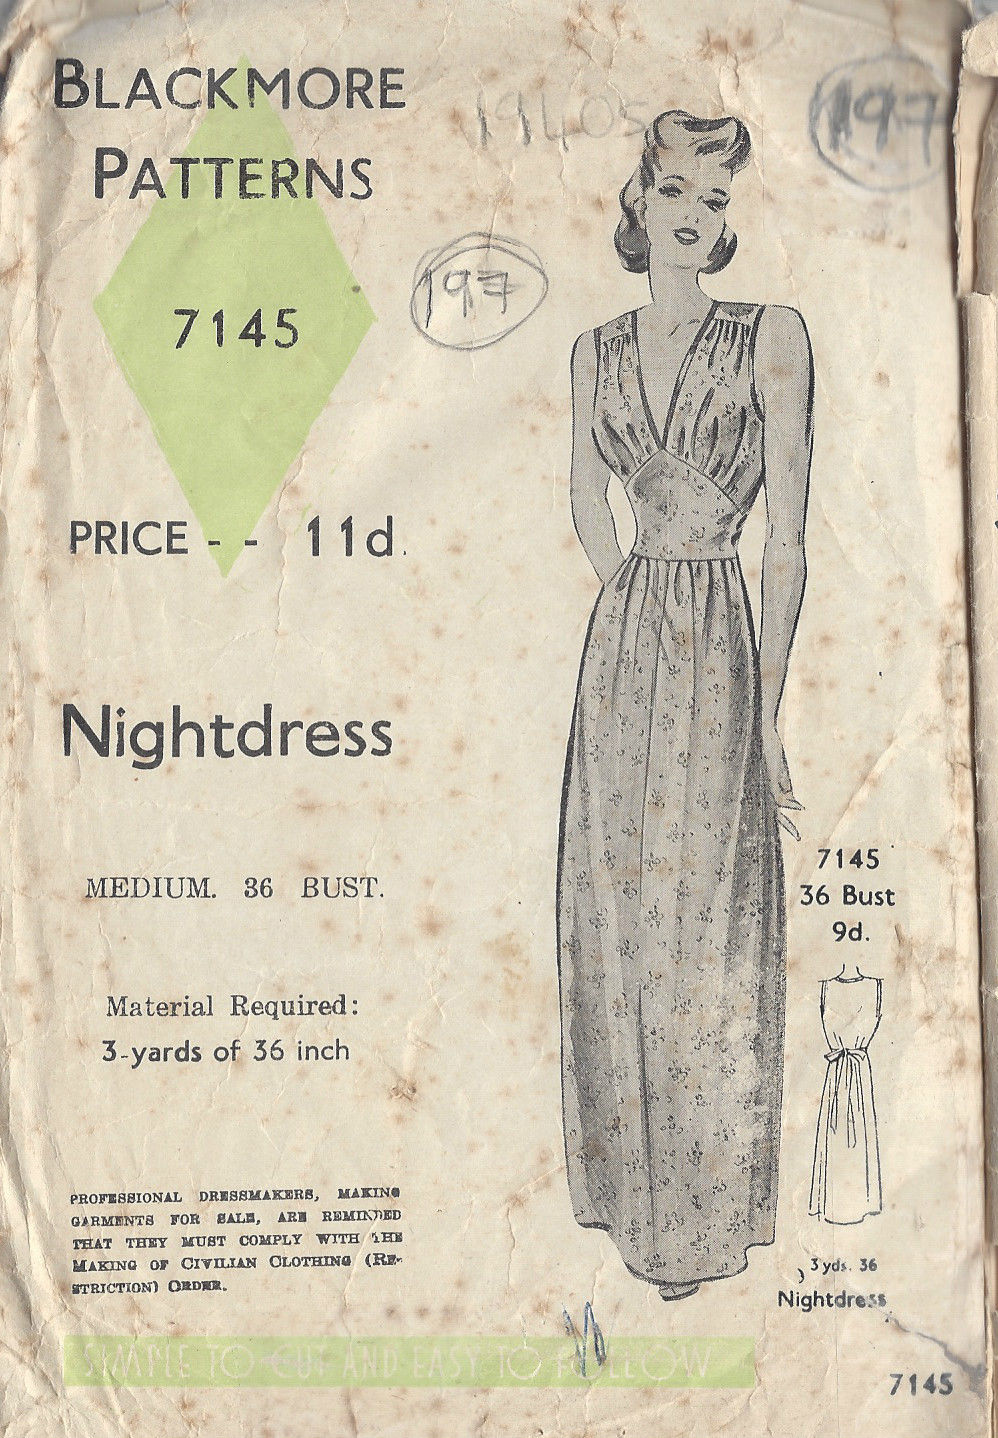 BLACKMORE
PATTERNS
7145
PRICE - - 11d.
Nightdress
MEDIUM. 36 BUST.
Material Required:
3-yards of 36 inch
PROFESSIONAL DRESSMAKERS, MAKING
GARMENTS FOR SALE, ARE REMINDED
THAT THEY MUST COMPLY WITH THE
MAKING OF CIVILIAN CLOTHING (RE-
STRICTION) ORDER.
SIMPLE TO CUT AND EASY TO FOLLOW
1940s
197
197
7145
36 Bust
9d.
3 yds. 36
Nightdress
7145